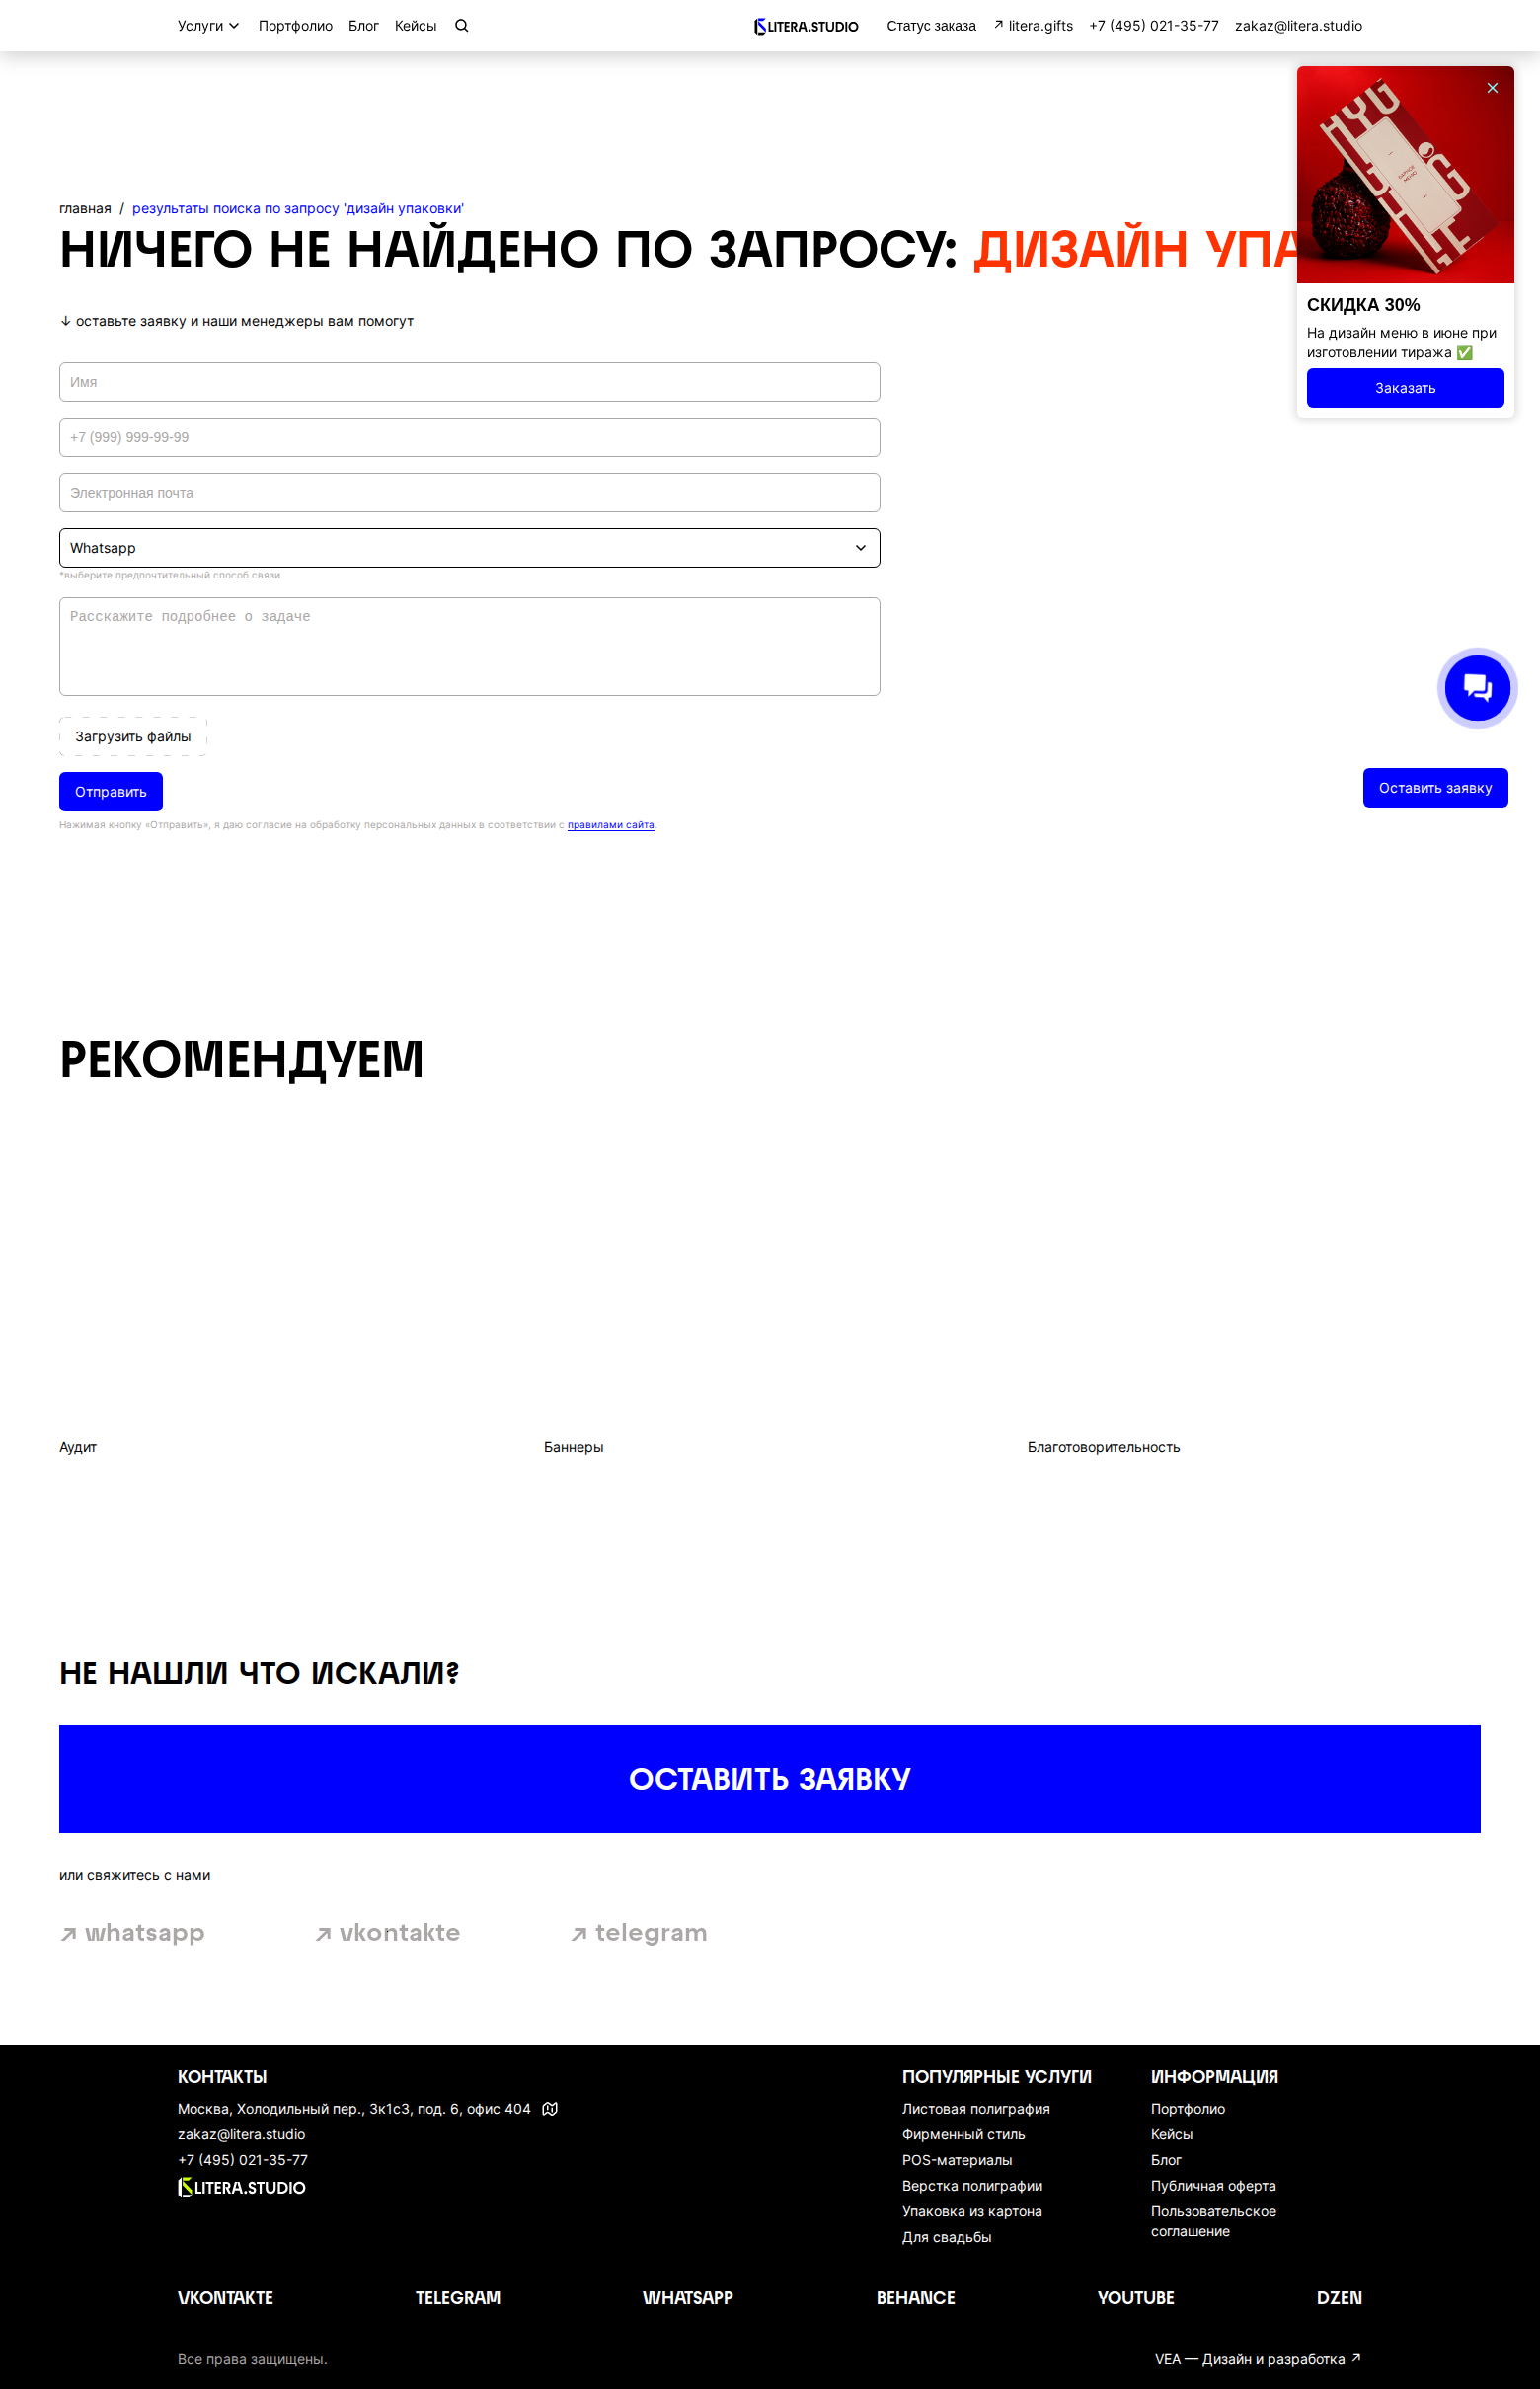 Услуги
Портфолио
Блог
Кейсы
LITERA.STUDIO
Статус заказа
↗ litera.gifts
+7 (495) 021-35-77
zakaz@litera.studio
главная / результаты поиска по запросу 'дизайн упаковки'
НИЧЕГО НЕ НАЙДЕНО ПО ЗАПРОСУ: ДИЗАЙН УПА
↓ оставьте заявку и наши менеджеры вам помогут
Имя
+7 (999) 999-99-99
Электронная почта
Whatsapp
*выберите предпочтительный способ связи
Расскажите подробнее о задаче
Загрузить файлы
Отправить
Нажимая кнопку «Отправить», я даю согласие на обработку персональных данных в соответствии с правилами сайта.
СКИДКА 30%
На дизайн меню в июне при
изготовлении тиража ✅
Заказать
Оставить заявку
РЕКОМЕНДУЕМ
Аудит
Баннеры
Благотоворительность
НЕ НАШЛИ ЧТО ИСКАЛИ?
ОСТАВИТЬ ЗАЯВКУ
или свяжитесь с нами
↗ whatsapp
↗ vkontakte
↗ telegram
КОНТАКТЫ
Москва, Холодильный пер., 3к1с3, под. 6, офис 404
zakaz@litera.studio
+7 (495) 021-35-77
LITERA.STUDIO
ПОПУЛЯРНЫЕ УСЛУГИ
Листовая полиграфия
Фирменный стиль
POS-материалы
Верстка полиграфии
Упаковка из картона
Для свадьбы
ИНФОРМАЦИЯ
Портфолио
Кейсы
Блог
Публичная оферта
Пользовательское
соглашение
VKONTAKTE
TELEGRAM
WHATSAPP
BEHANCE
YOUTUBE
DZEN
Все права защищены.
VEA — Дизайн и разработка ↗